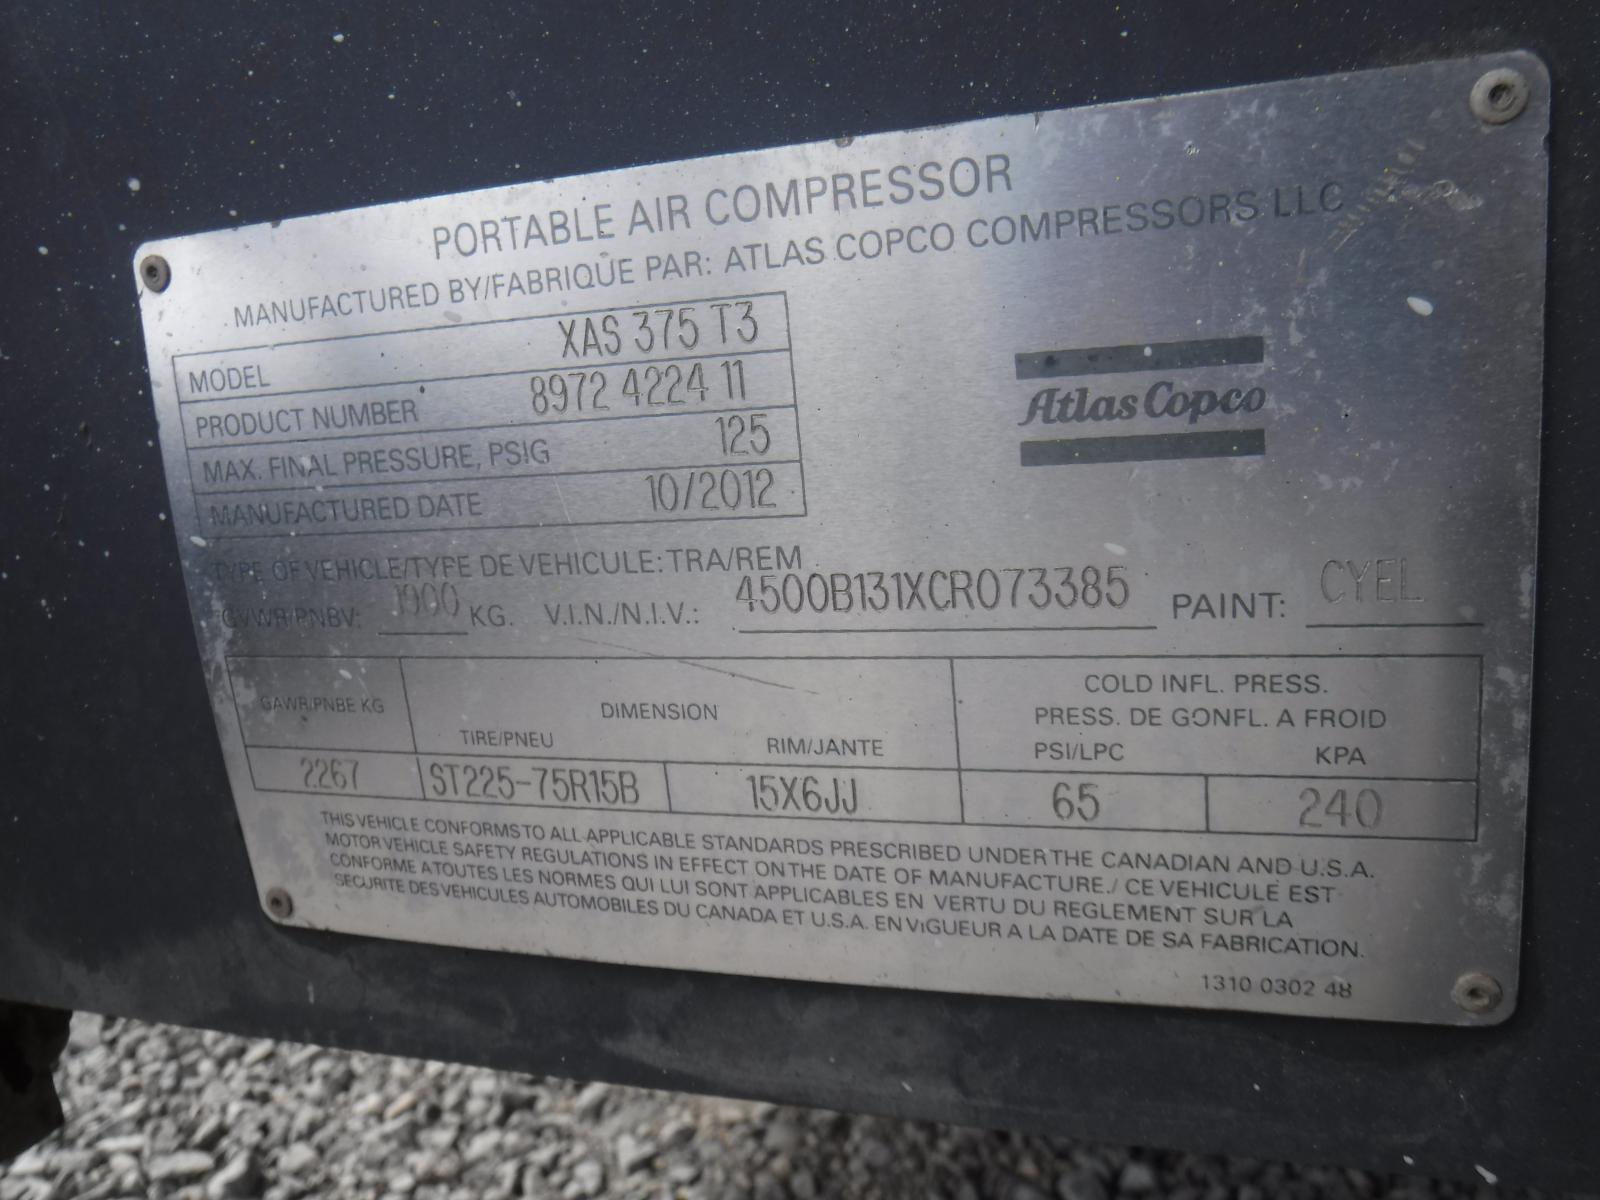 PORTABLE AIR COMPRESSOR
MANUFACTURED BY/FABRIQUE PAR: ATLAS COPCO COMPRESSORS LLC
MODEL XAS 375 T3
PRODUCT NUMBER 8972 4224 11
MAX. FINAL PRESSURE, PSIG 125
MANUFACTURED DATE 10/2012
Atlas Copco
TYPE OF VEHICLE/TYPE DE VEHICULE: TRA/REM
GVWR/PNBV: 1900 KG. V.I.N./N.I.V.: 4500B131XCR073385 PAINT: CYEL
GAWR/PNBE KG
DIMENSION
TIRE/PNEU RIM/JANTE
COLD INFL. PRESS.
PRESS. DE GONFL. A FROID
PSI/LPC KPA
2267 ST225-75R15B 15X6JJ 65 240
THIS VEHICLE CONFORMS TO ALL APPLICABLE STANDARDS PRESCRIBED UNDER THE CANADIAN AND U.S.A.
MOTOR VEHICLE SAFETY REGULATIONS IN EFFECT ON THE DATE OF MANUFACTURE./ CE VEHICULE EST
CONFORME A TOUTES LES NORMES QUI LUI SONT APPLICABLES EN VERTU DU REGLEMENT SUR LA
SECURITE DES VEHICULES AUTOMOBILES DU CANADA ET U.S.A. EN VIGUEUR A LA DATE DE SA FABRICATION.
1310 0302 48